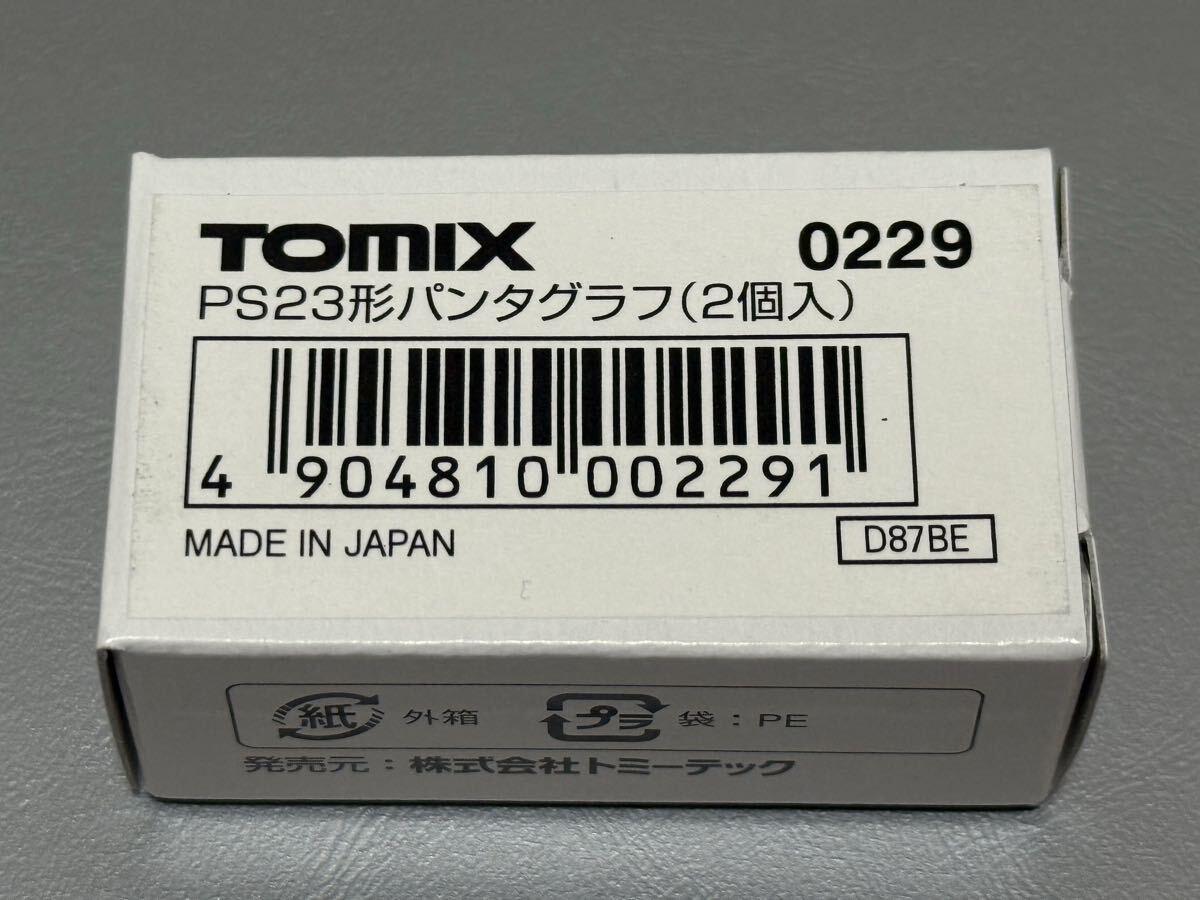 TOMIX 0229
PS23形パンタグラフ(2個入)
4 904810 002291
MADE IN JAPAN D87BE
紙 外箱 プラ 袋：PE
発売元：株式会社トミーテック